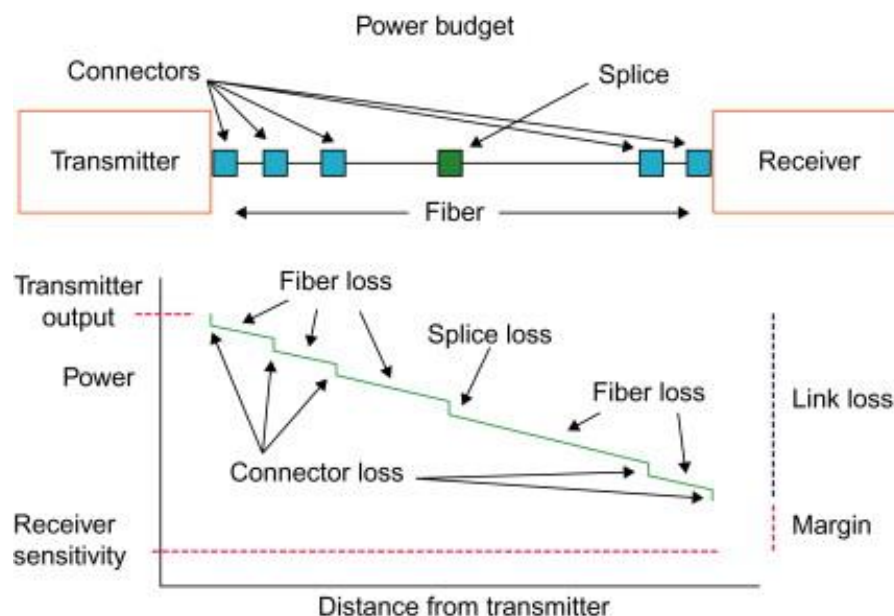 Power budget
Connectors
Splice
Transmitter
Receiver
Fiber
Transmitter
output
Fiber loss
Splice loss
Power
Fiber loss
Link loss
Connector loss
Receiver
sensitivity
Margin
Distance from transmitter